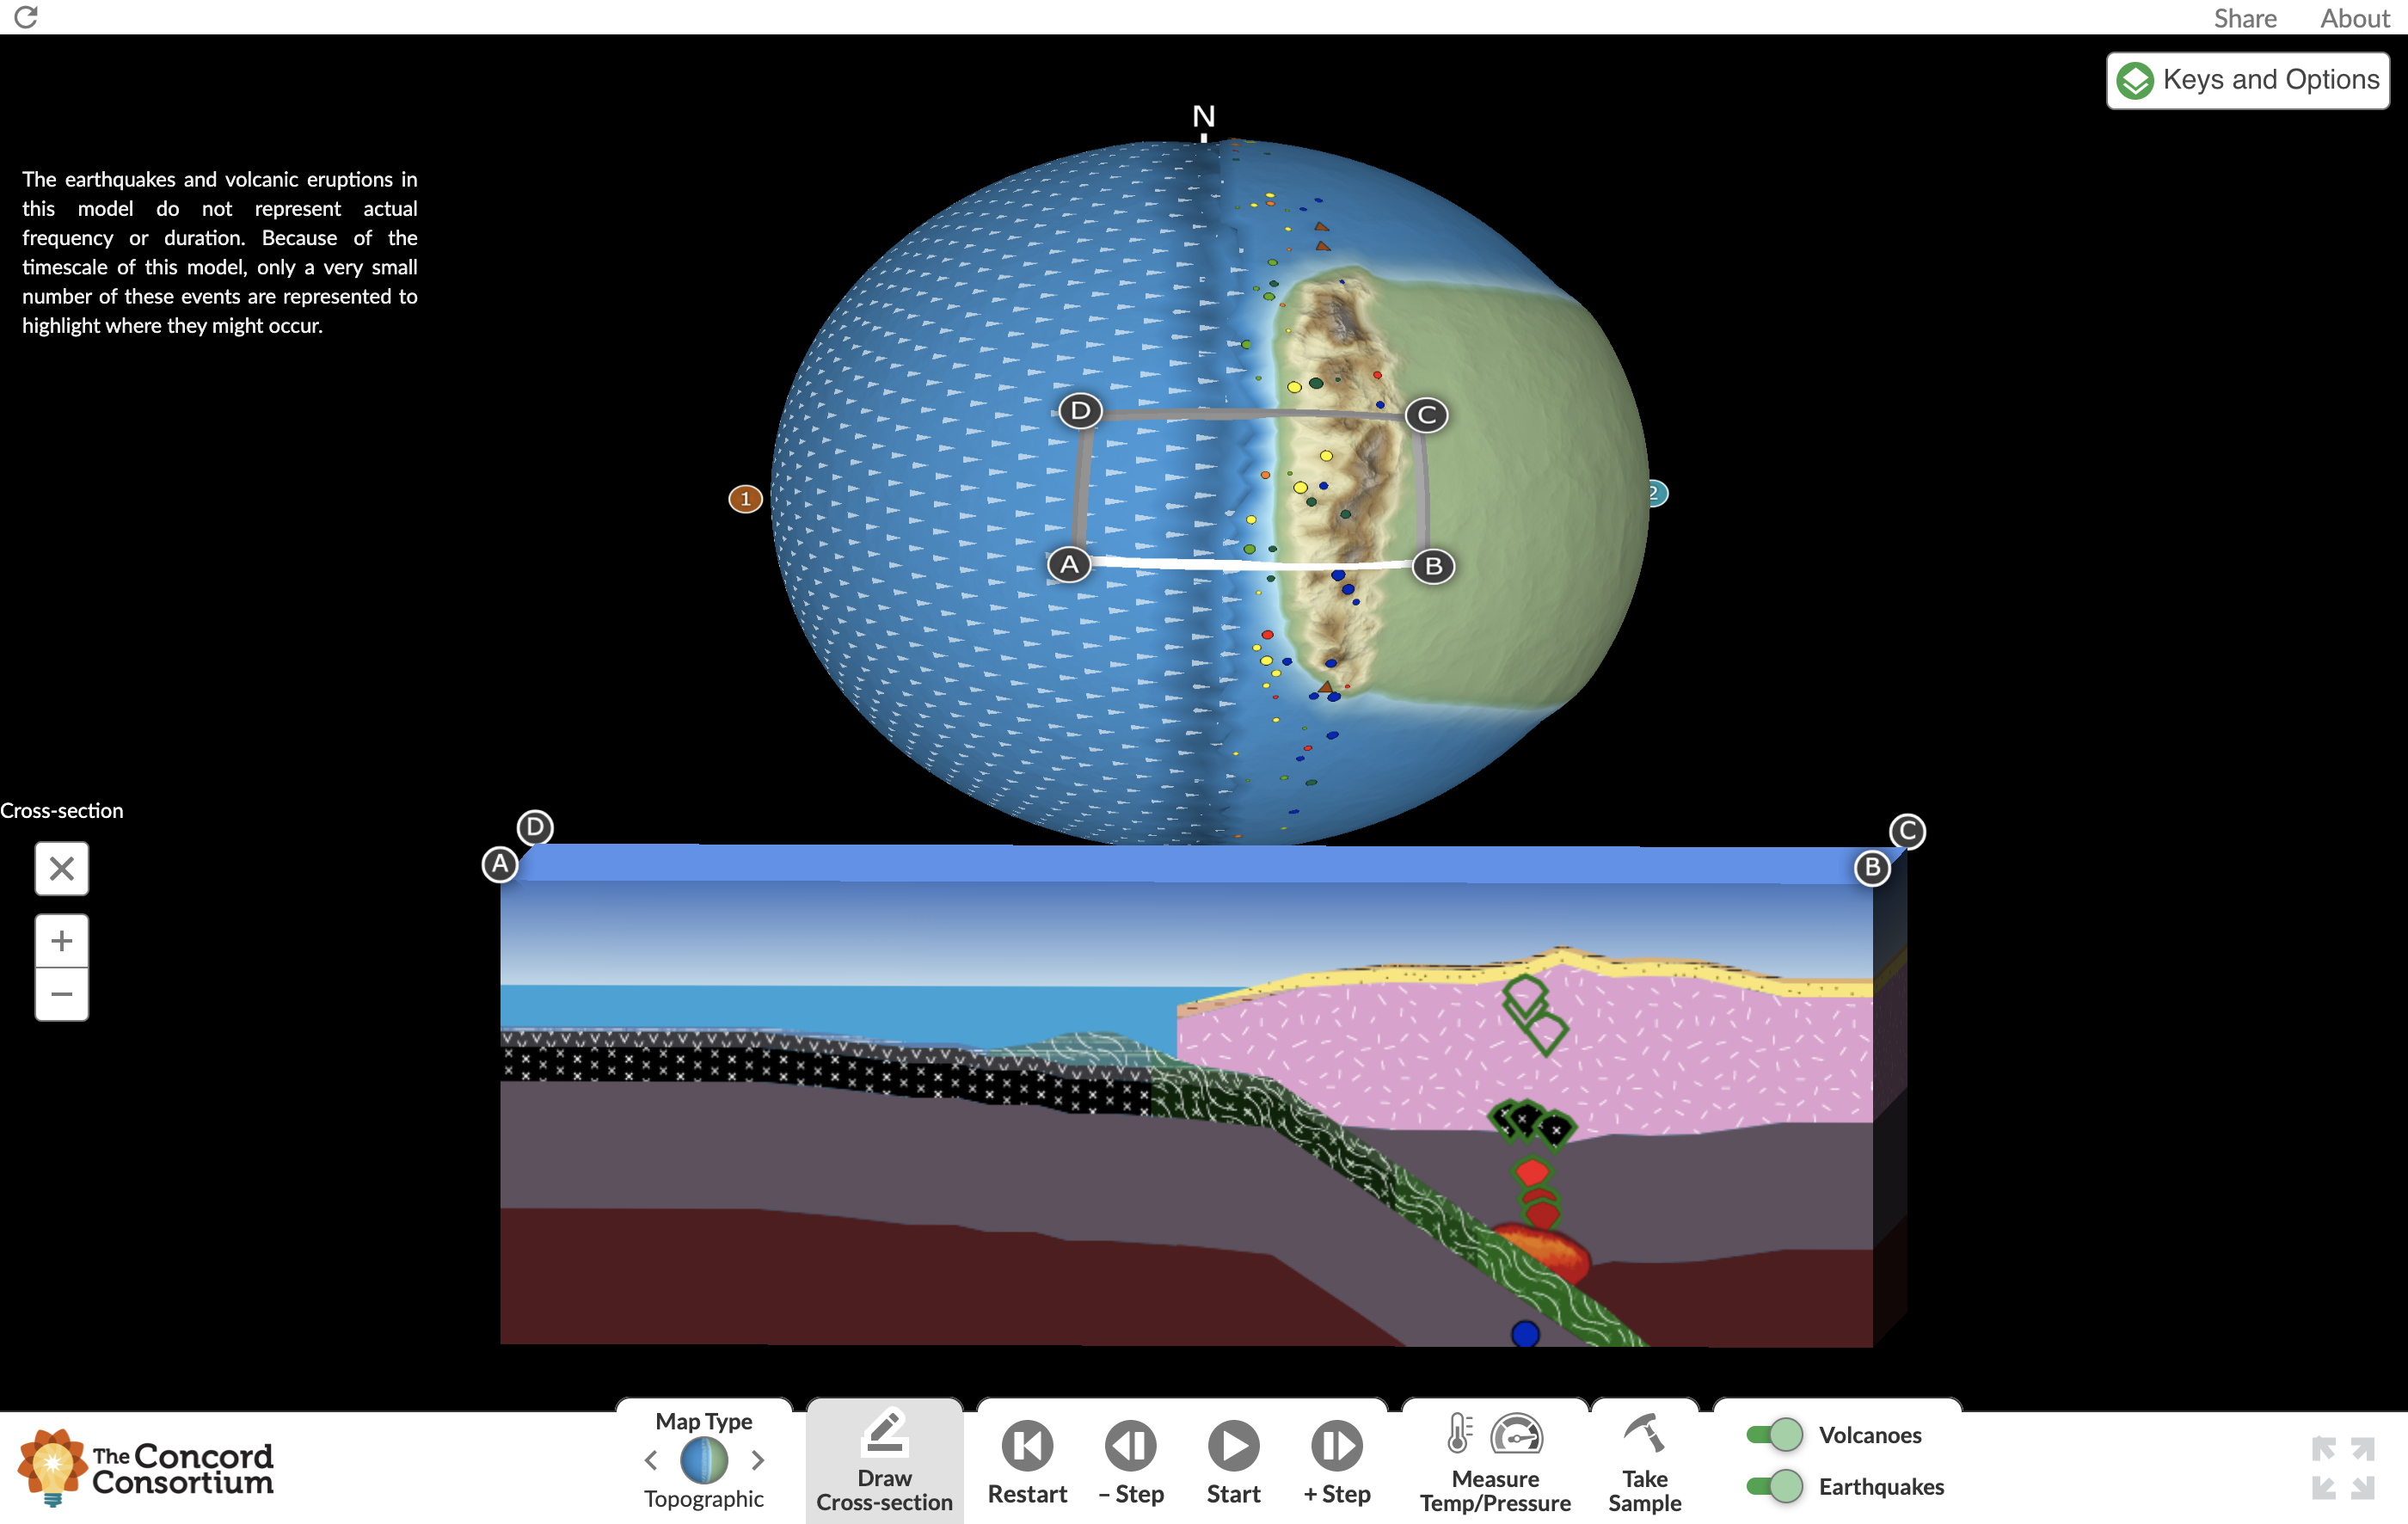 Share About
Keys and Options
N
The earthquakes and volcanic eruptions in
this model do not represent actual
frequency or duration. Because of the
timescale of this model, only a very small
number of these events are represented to
highlight where they might occur.
D C
1 2
A B
Cross-section
D C
A B
Map Type
Topographic
Draw
Cross-section
Restart
– Step
Start
+ Step
Measure
Temp/Pressure
Take
Sample
Volcanoes
Earthquakes
The Concord
Consortium